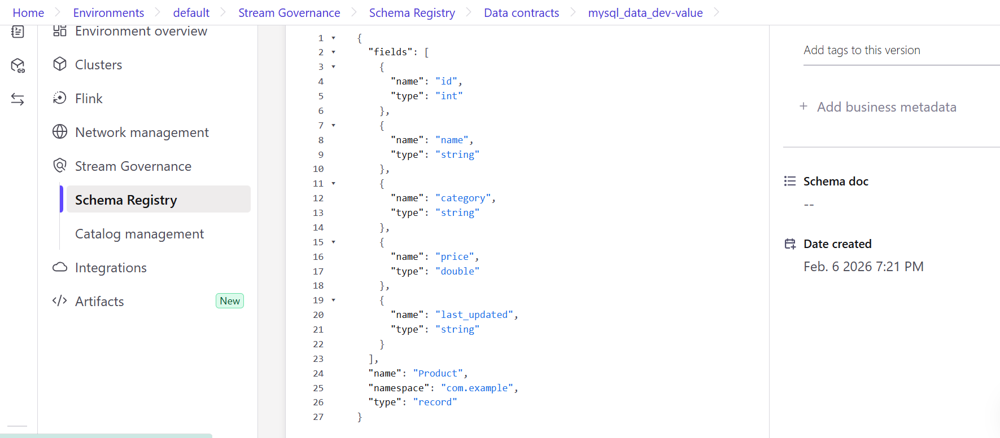 Home > Environments > default > Stream Governance > Schema Registry > Data contracts > mysql_data_dev-value >
Environment overview
Clusters
Flink
Network management
Stream Governance
Schema Registry
Catalog management
Integrations
Artifacts New
1 {
2 "fields": [
3 {
4 "name": "id",
5 "type": "int"
6 },
7 {
8 "name": "name",
9 "type": "string"
10 },
11 {
12 "name": "category",
13 "type": "string"
14 },
15 {
16 "name": "price",
17 "type": "double"
18 },
19 {
20 "name": "last_updated",
21 "type": "string"
22 }
23 ],
24 "name": "Product",
25 "namespace": "com.example",
26 "type": "record"
27 }
Add tags to this version
+ Add business metadata
Schema doc
--
Date created
Feb. 6 2026 7:21 PM